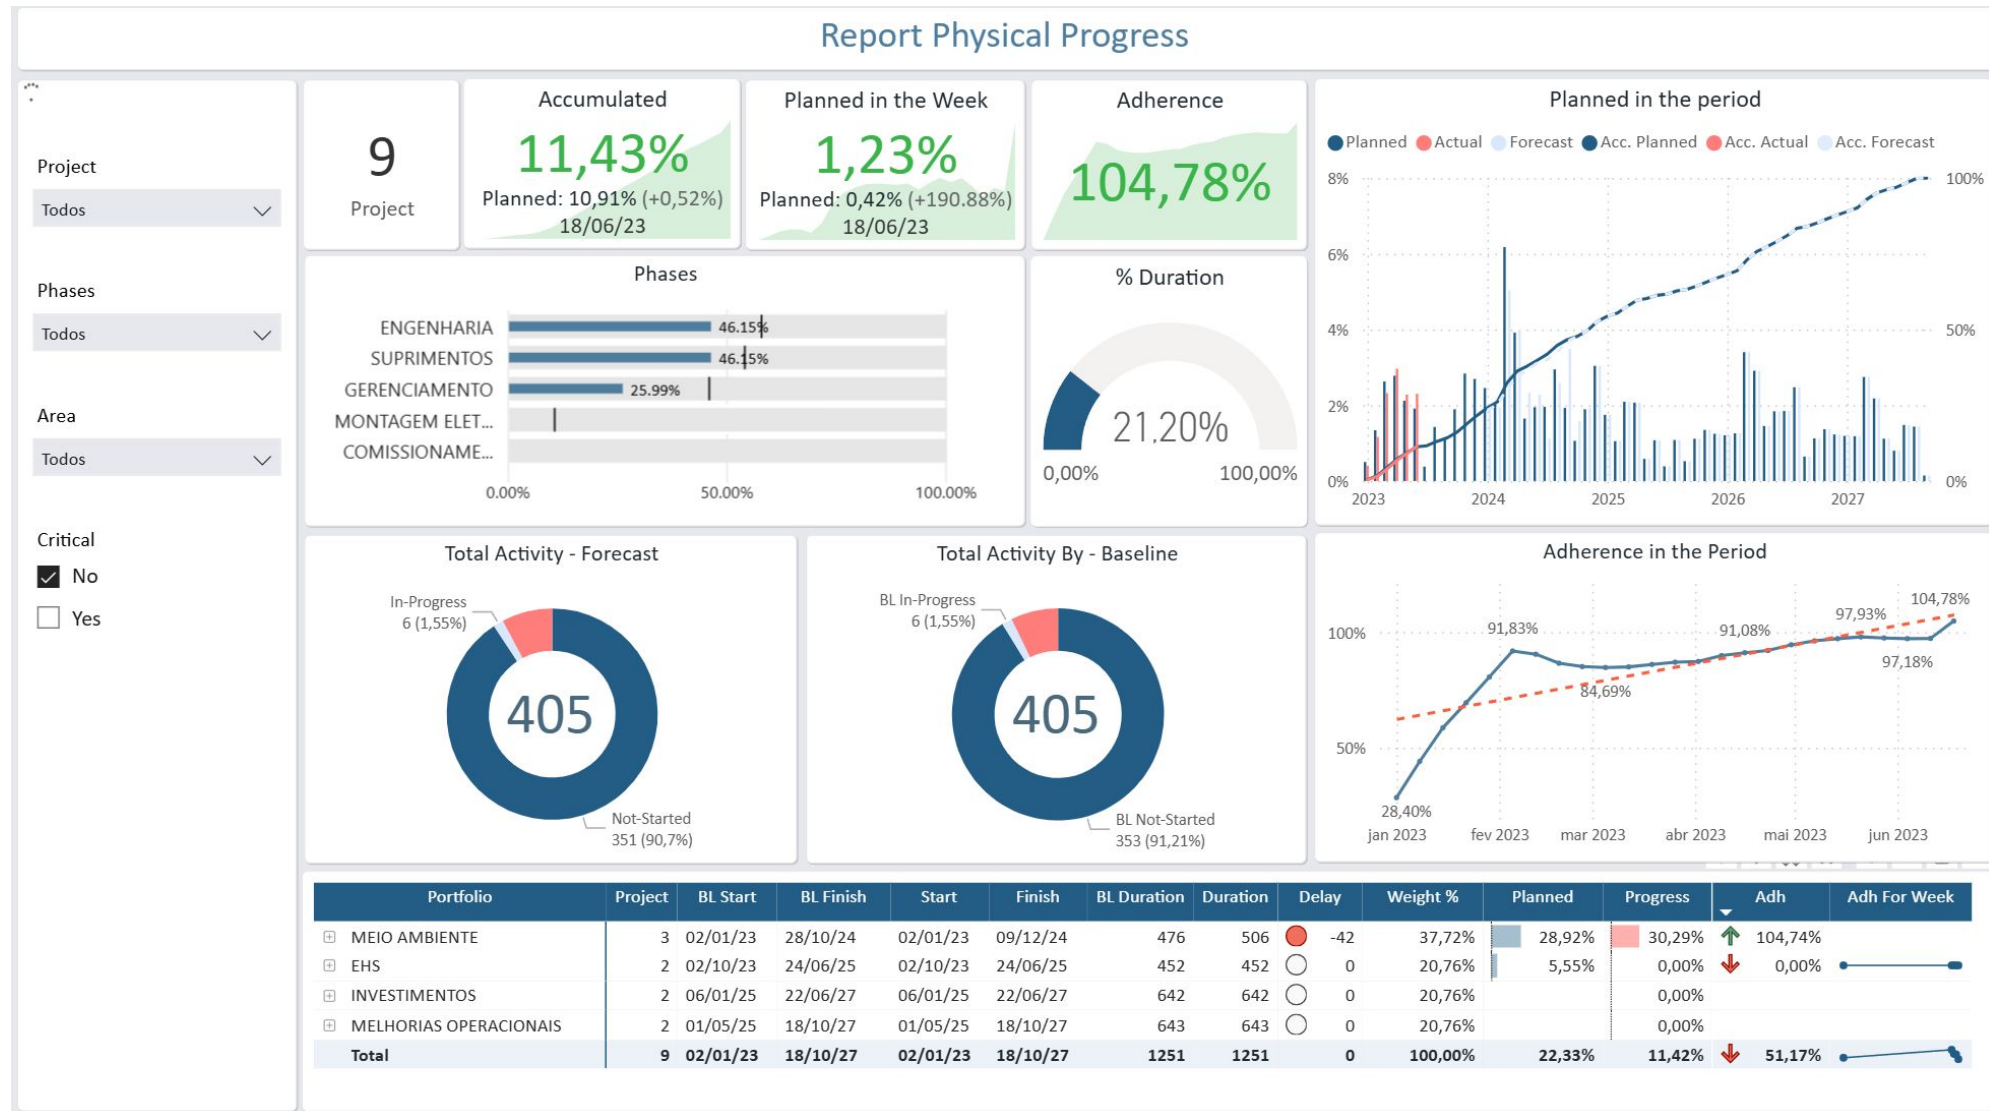 Report Physical Progress
Project
Todos
Phases
Todos
Area
Todos
Critical
No
Yes
9
Project
Accumulated
11,43%
Planned: 10,91% (+0,52%)
18/06/23
Planned in the Week
1,23%
Planned: 0,42% (+190.88%)
18/06/23
Adherence
104,78%
Planned in the period
Planned Actual Forecast Acc. Planned Acc. Actual Acc. Forecast
8% 100%
6%
4% 50%
2%
0% 0%
2023 2024 2025 2026 2027
Phases
ENGENHARIA 46.15%
SUPRIMENTOS 46.15%
GERENCIAMENTO 25.99%
MONTAGEM ELET...
COMISSIONAME...
0.00% 50.00% 100.00%
% Duration
21,20%
0,00% 100,00%
Total Activity - Forecast
In-Progress
6 (1,55%)
405
Not-Started
351 (90,7%)
Total Activity By - Baseline
BL In-Progress
6 (1,55%)
405
BL Not-Started
353 (91,21%)
Adherence in the Period
104,78%
97,93%
91,83% 91,08%
100%
97,18%
84,69%
50%
28,40%
jan 2023 fev 2023 mar 2023 abr 2023 mai 2023 jun 2023
Portfolio Project BL Start BL Finish Start Finish BL Duration Duration Delay Weight % Planned Progress Adh Adh For Week
MEIO AMBIENTE 3 02/01/23 28/10/24 02/01/23 09/12/24 476 506 -42 37,72% 28,92% 30,29% 104,74%
EHS 2 02/10/23 24/06/25 02/10/23 24/06/25 452 452 0 20,76% 5,55% 0,00% 0,00%
INVESTIMENTOS 2 06/01/25 22/06/27 06/01/25 22/06/27 642 642 0 20,76% 0,00%
MELHORIAS OPERACIONAIS 2 01/05/25 18/10/27 01/05/25 18/10/27 643 643 0 20,76% 0,00%
Total 9 02/01/23 18/10/27 02/01/23 18/10/27 1251 1251 0 100,00% 22,33% 11,42% 51,17%